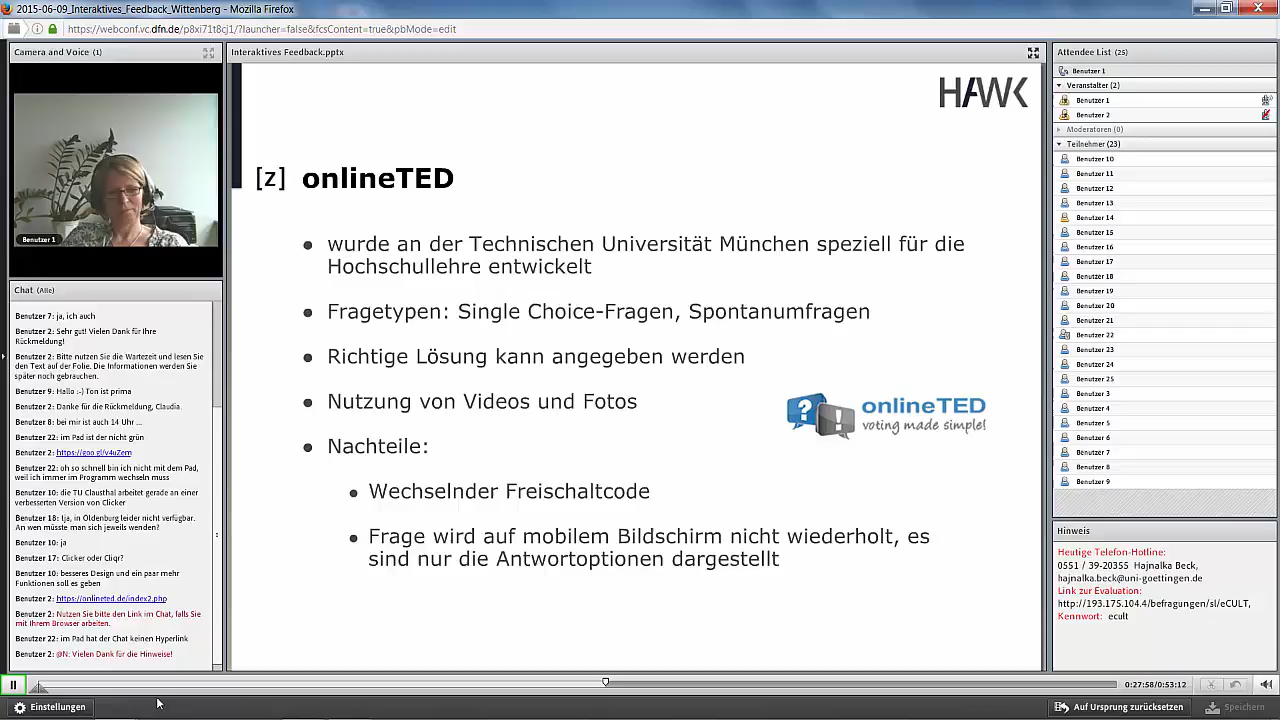 2015-06-09_Interaktives_Feedback_Wittenberg - Mozilla Firefox
https://webconf.vc.dfn.de/p8xi71t8cj1/?launcher=false&fcsContent=true&pbMode=edit
Camera and Voice (1)
Benutzer 1
Chat (Alle)
Benutzer 7: ja, ich auch
Benutzer 2: Sehr gut! Vielen Dank für Ihre
Rückmeldung!
Benutzer 2: Bitte nutzen Sie die Wartezeit und lesen Sie
den Text auf der Folie. Die Informationen werden Sie
später noch gebrauchen.
Benutzer 9: Hallo :-) Ton ist prima
Benutzer 2: Danke für die Rückmeldung, Claudia.
Benutzer 8: bei mir ist auch 14 Uhr ...
Benutzer 22: im Pad ist der nicht grün
Benutzer 2: https://goo.gl/v4uZem
Benutzer 22: oh so schnell bin ich nicht mit dem Pad,
weil ich immer im Programm wechseln muss
Benutzer 10: die TU Clausthal arbeitet gerade an einer
verbesserten Version von Clicker
Benutzer 18: tja, in Oldenburg leider nicht verfügbar.
An wen müsste man sich jeweils wenden?
Benutzer 10: ja
Benutzer 17: Clicker oder Cliqr?
Benutzer 10: besseres Design und ein paar mehr
Funktionen soll es geben
Benutzer 2: https://onlineted.de/index2.php
Benutzer 2: Nutzen Sie bitte den Link im Chat, falls Sie
mit Ihrem Browser arbeiten.
Benutzer 22: im Pad hat der Chat keinen Hyperlink
Benutzer 2: @N: Vielen Dank für die Hinweise!
Interaktives Feedback.pptx
HAWK
[z] onlineTED
• wurde an der Technischen Universität München speziell für die
Hochschullehre entwickelt
• Fragetypen: Single Choice-Fragen, Spontanumfragen
• Richtige Lösung kann angegeben werden
• Nutzung von Videos und Fotos
onlineTED
voting made simple!
• Nachteile:
• Wechselnder Freischaltcode
• Frage wird auf mobilem Bildschirm nicht wiederholt, es
sind nur die Antwortoptionen dargestellt
Attendee List (25)
Benutzer 1
Veranstalter (2)
Benutzer 1
Benutzer 2
Moderatoren (0)
Teilnehmer (23)
Benutzer 10
Benutzer 11
Benutzer 12
Benutzer 13
Benutzer 14
Benutzer 15
Benutzer 16
Benutzer 17
Benutzer 18
Benutzer 19
Benutzer 20
Benutzer 21
Benutzer 22
Benutzer 23
Benutzer 24
Benutzer 25
Benutzer 3
Benutzer 4
Benutzer 5
Benutzer 6
Benutzer 7
Benutzer 8
Benutzer 9
Hinweis
Heutige Telefon-Hotline:
0551 / 39-20355 Hajnalka Beck,
hajnalka.beck@uni-goettingen.de
Link zur Evaluation:
http://193.175.104.4/befragungen/sl/eCULT,
Kennwort: ecult
0:27:58/0:53:12
Einstellungen
Auf Ursprung zurücksetzen
Speichern